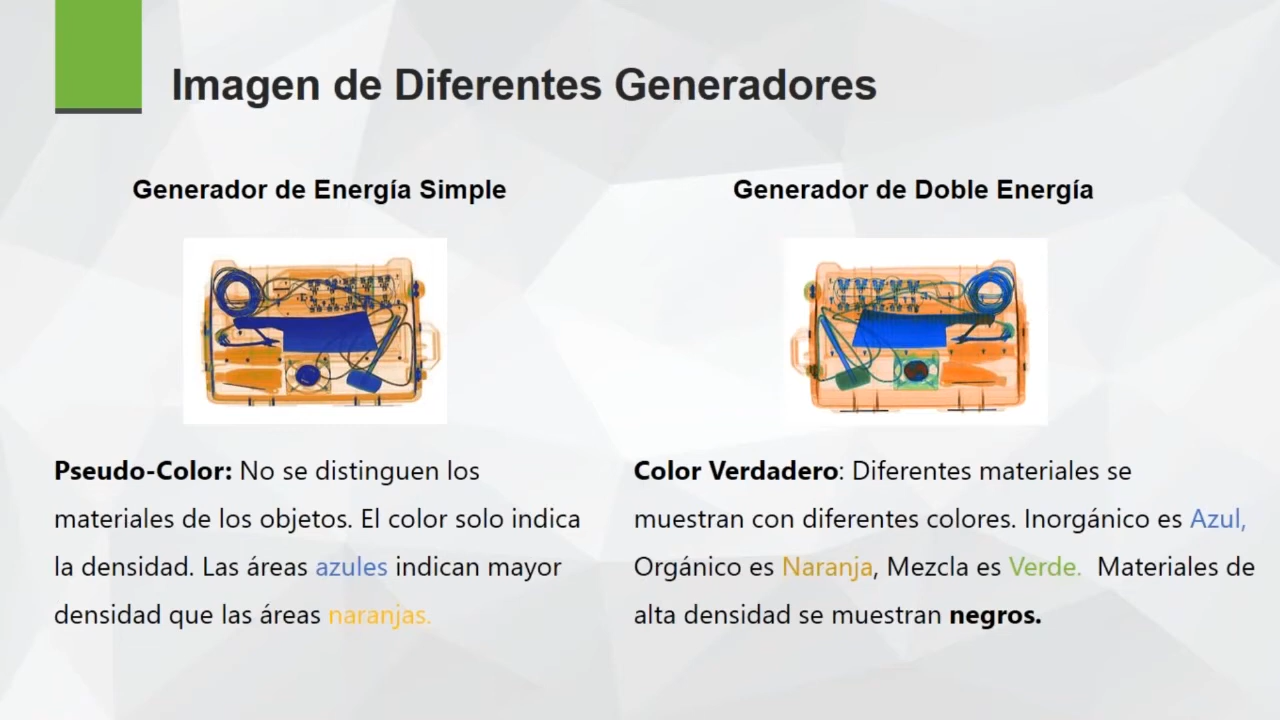 Imagen de Diferentes Generadores
Generador de Energía Simple
Pseudo-Color: No se distinguen los
materiales de los objetos. El color solo indica
la densidad. Las áreas azules indican mayor
densidad que las áreas naranjas.
Generador de Doble Energía
Color Verdadero: Diferentes materiales se
muestran con diferentes colores. Inorgánico es Azul,
Orgánico es Naranja, Mezcla es Verde. Materiales de
alta densidad se muestran negros.